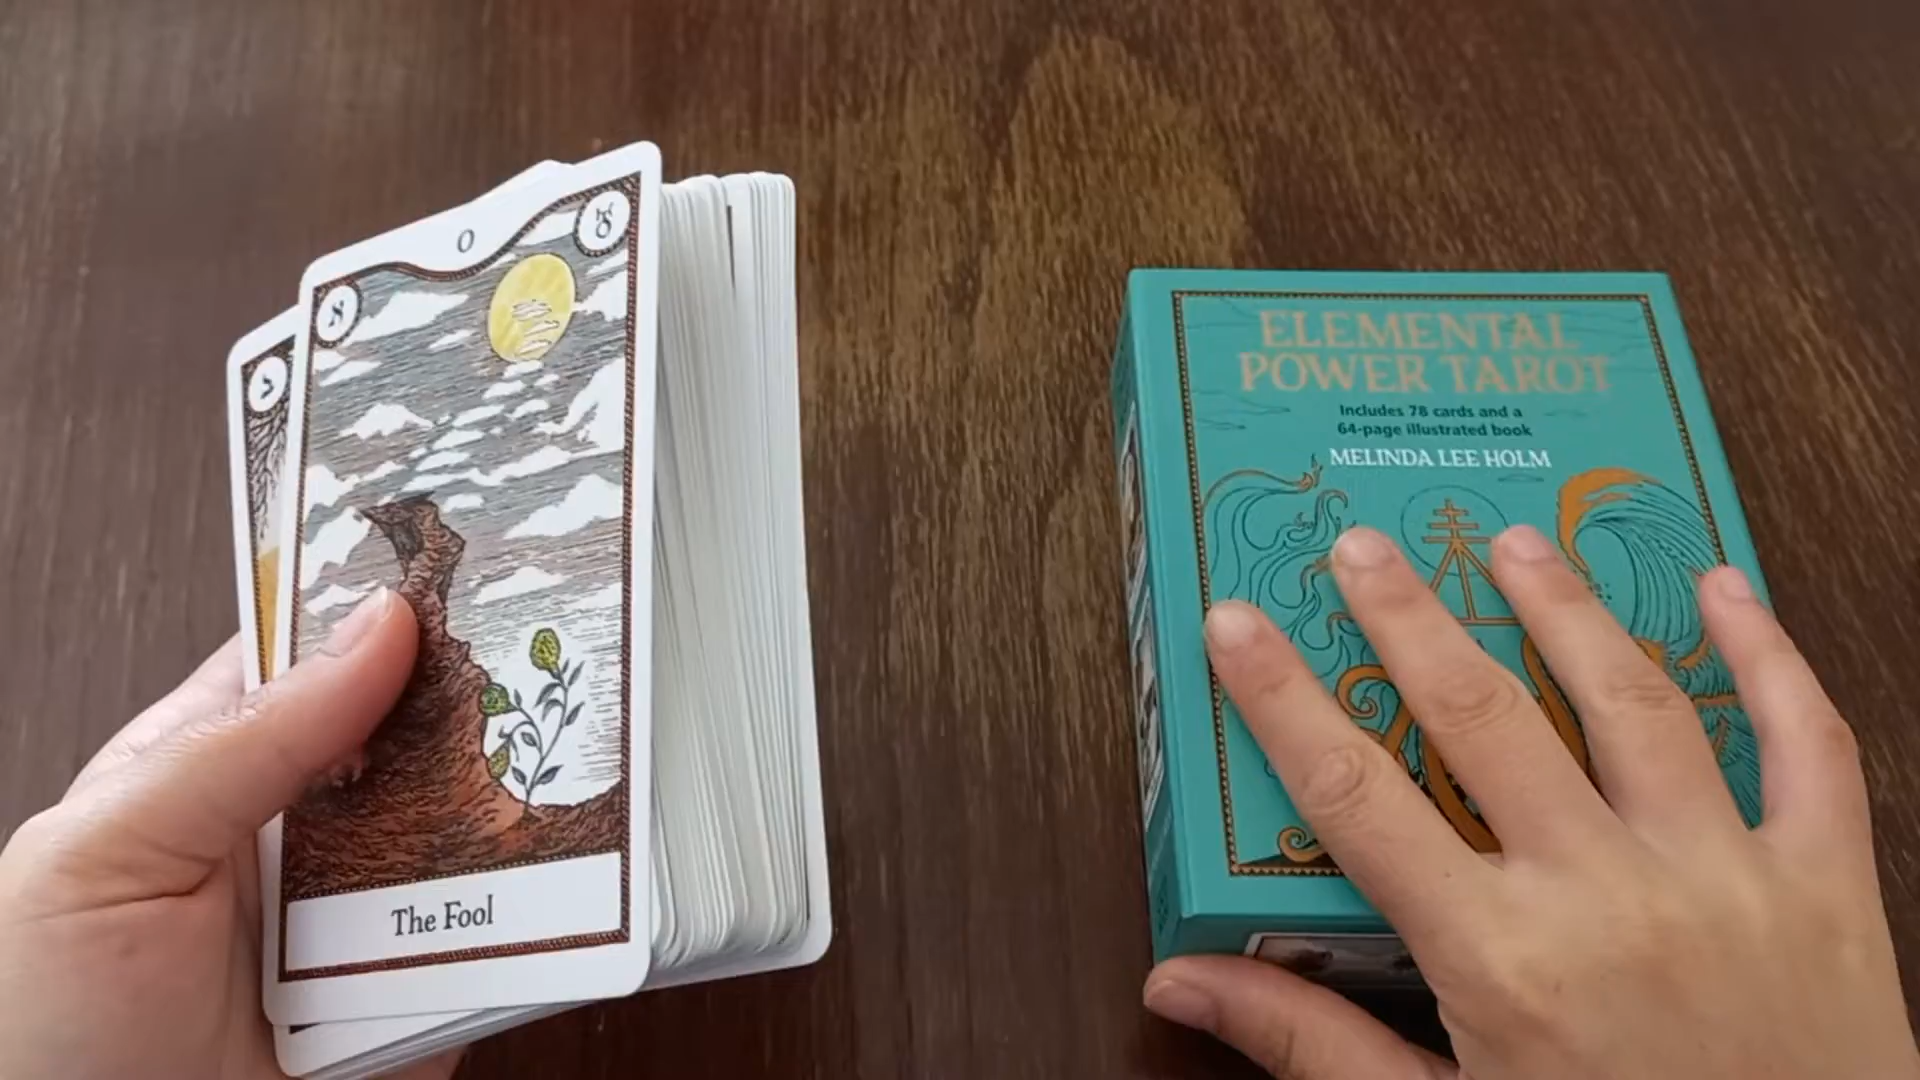 0
א
The Fool
ELEMENTAL
POWER TAROT
Includes 78 cards and a
64-page illustrated book
MELINDA LEE HOLM